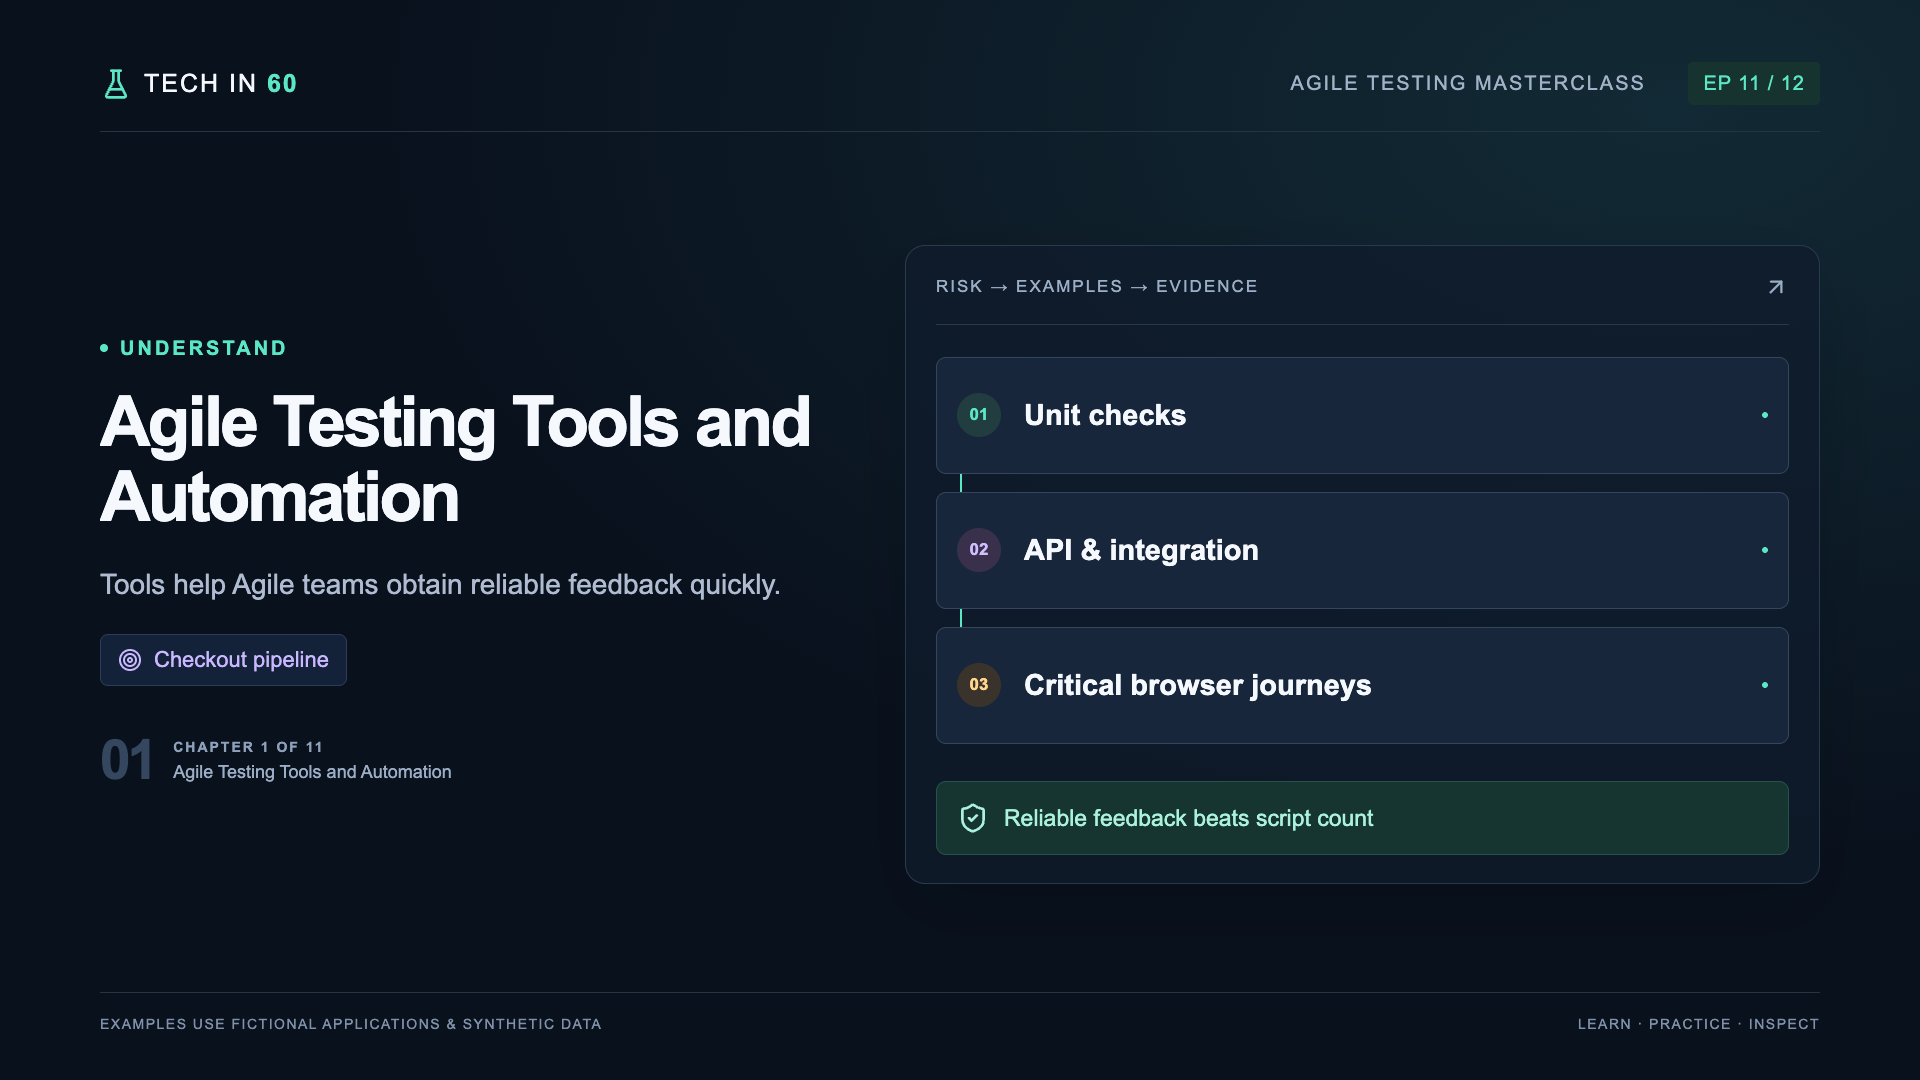 TECH IN 60
AGILE TESTING MASTERCLASS
EP 11 / 12
• UNDERSTAND
Agile Testing Tools and
Automation
Tools help Agile teams obtain reliable feedback quickly.
Checkout pipeline
01
CHAPTER 1 OF 11
Agile Testing Tools and Automation
RISK → EXAMPLES → EVIDENCE
01 Unit checks
02 API & integration
03 Critical browser journeys
Reliable feedback beats script count
EXAMPLES USE FICTIONAL APPLICATIONS & SYNTHETIC DATA
LEARN · PRACTICE · INSPECT